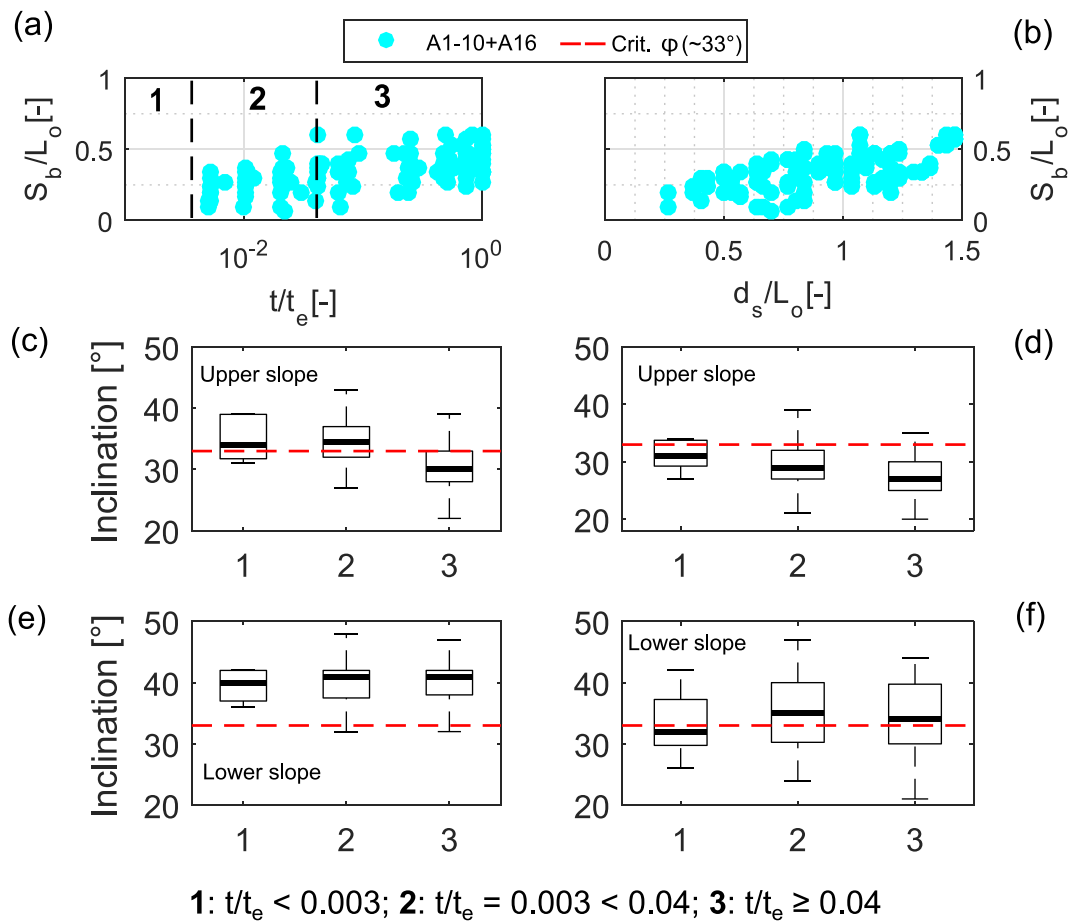 (a)
A1-10+A16
Crit. φ (~33°)
(b)
1
2
3
S_b/L_o[-]
1
0.5
0
10^-2
10^0
t/t_e[-]
1
0.5
0
S_b/L_o[-]
0
0.5
1
1.5
d_s/L_o[-]
(c)
Inclination [°]
50
40
30
20
Upper slope
1
2
3
(d)
50
40
30
20
Upper slope
1
2
3
(e)
Inclination [°]
50
40
30
20
Lower slope
1
2
3
(f)
50
40
30
20
Lower slope
1
2
3
1: t/t_e < 0.003; 2: t/t_e = 0.003 < 0.04; 3: t/t_e ≥ 0.04